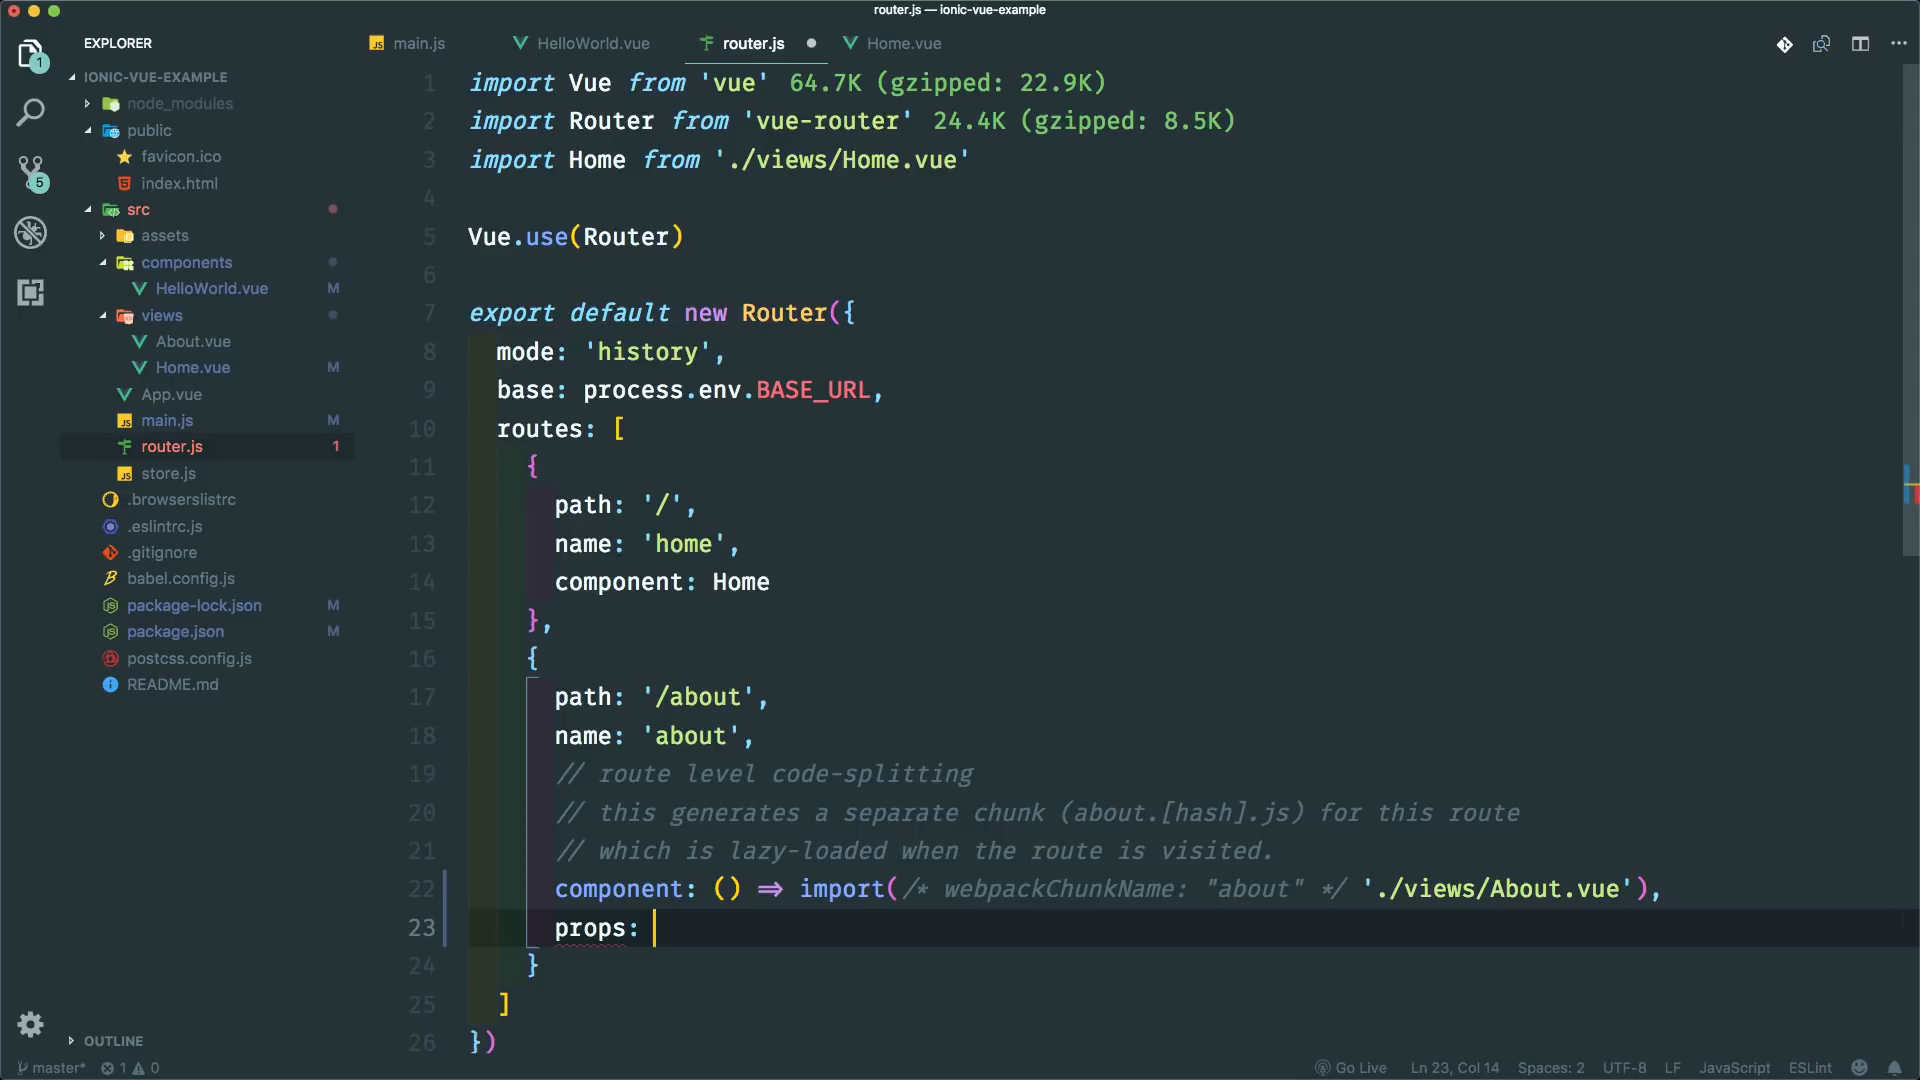 router.js — ionic-vue-example
EXPLORER
main.js
HelloWorld.vue
router.js
Home.vue
1
5
IONIC-VUE-EXAMPLE
node_modules
public
favicon.ico
index.html
src
assets
components
HelloWorld.vue M
views
About.vue
Home.vue M
App.vue
main.js M
router.js 1
store.js
.browserslistrc
.eslintrc.js
.gitignore
babel.config.js
package-lock.json M
package.json M
postcss.config.js
README.md
OUTLINE
1 import Vue from 'vue' 64.7K (gzipped: 22.9K)
2 import Router from 'vue-router' 24.4K (gzipped: 8.5K)
3 import Home from './views/Home.vue'
4
5 Vue.use(Router)
6
7 export default new Router({
8 mode: 'history',
9 base: process.env.BASE_URL,
10 routes: [
11 {
12 path: '/',
13 name: 'home',
14 component: Home
15 },
16 {
17 path: '/about',
18 name: 'about',
19 // route level code-splitting
20 // this generates a separate chunk (about.[hash].js) for this route
21 // which is lazy-loaded when the route is visited.
22 component: () => import(/* webpackChunkName: "about" */ './views/About.vue'),
23 props:
24 }
25 ]
26 })
master* 1 0 Go Live Ln 23, Col 14 Spaces: 2 UTF-8 LF JavaScript ESLint